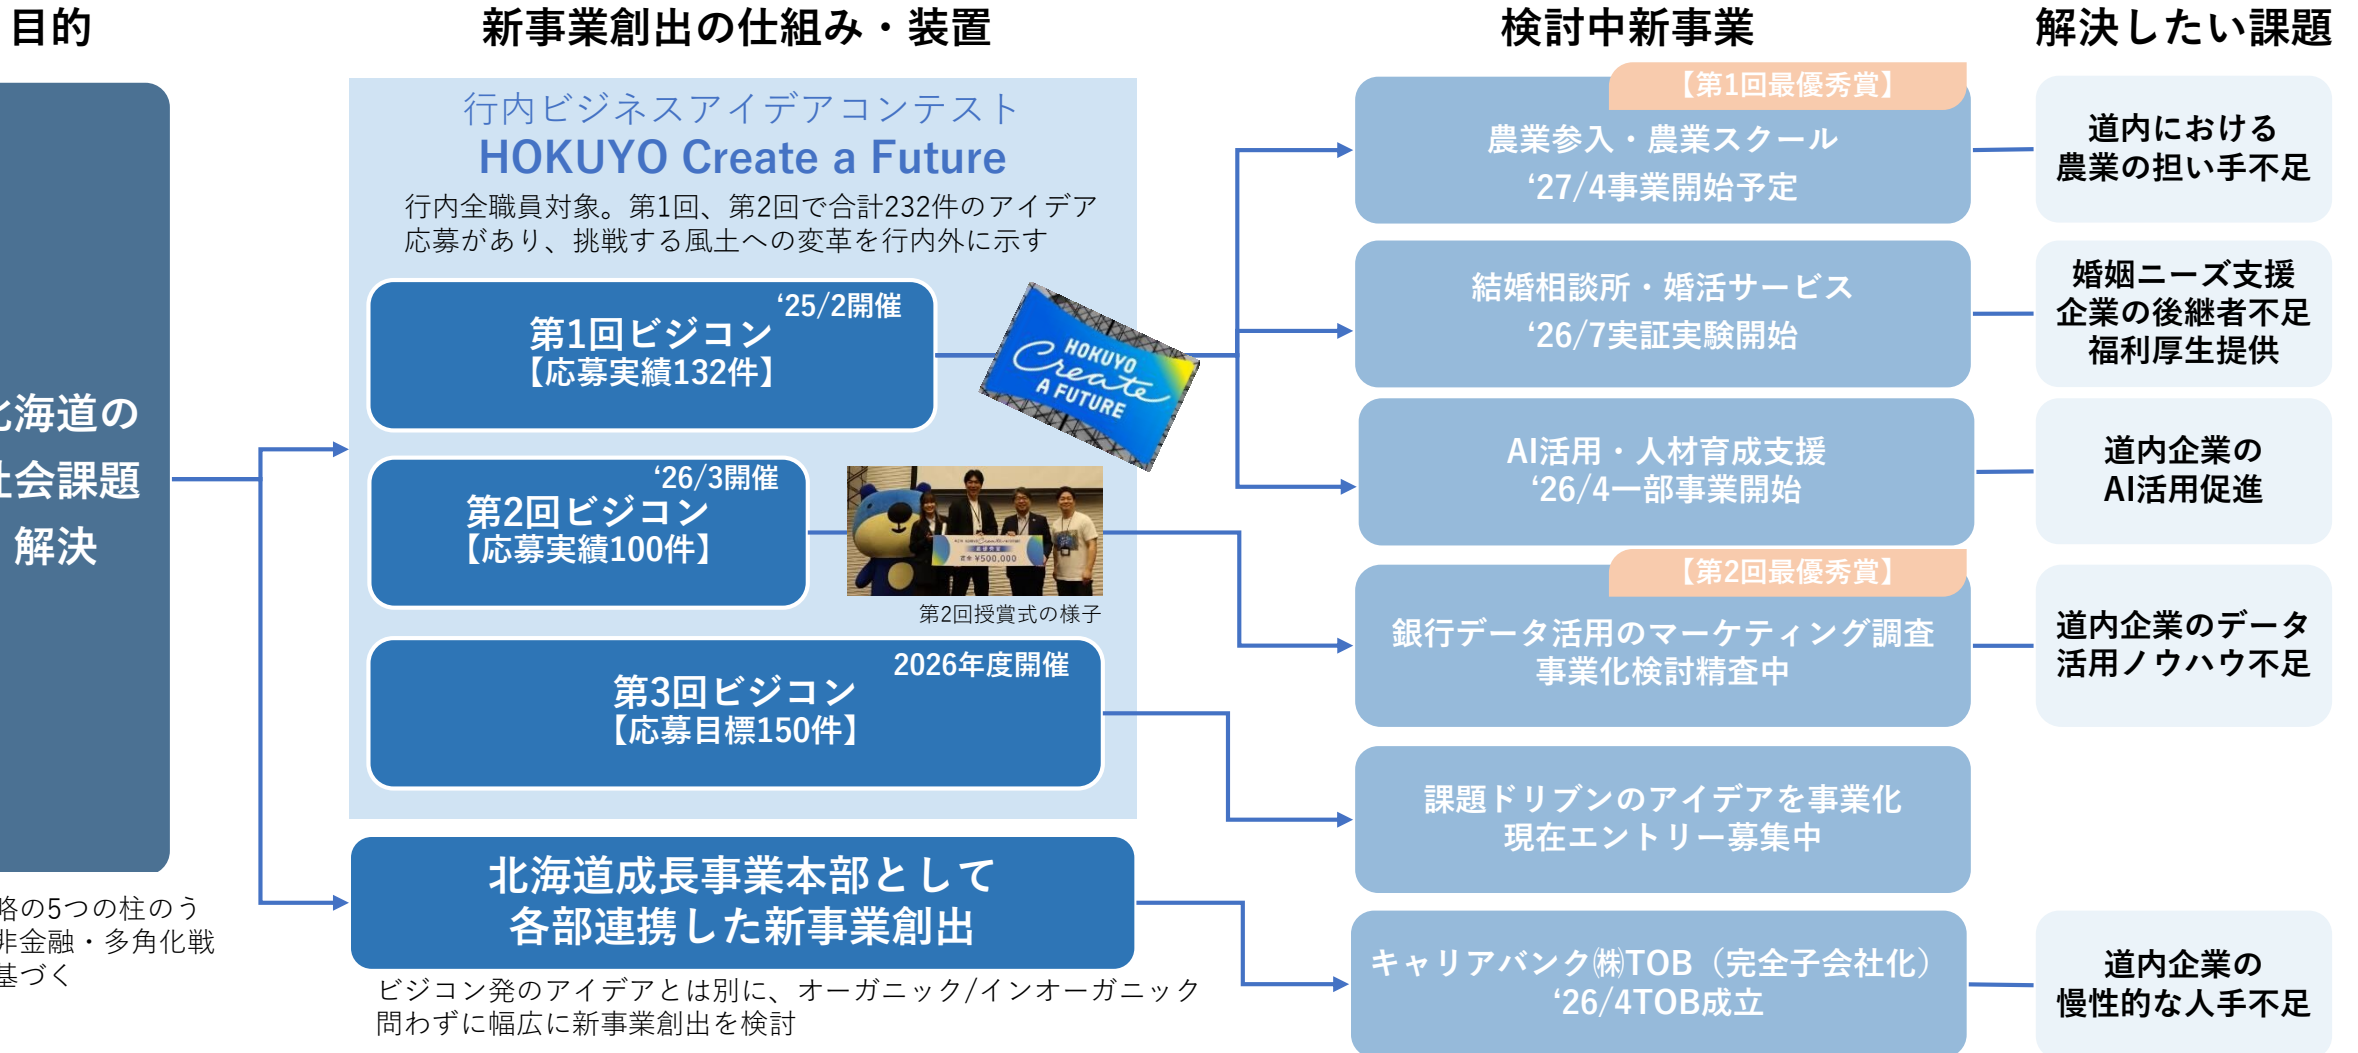 目的
新事業創出の仕組み・装置
検討中新事業
解決したい課題
北海道の
社会課題
解決
略の5つの柱のう
非金融・多角化戦
基づく
行内ビジネスアイデアコンテスト
HOKUYO Create a Future
行内全職員対象。第1回、第2回で合計232件のアイデア
応募があり、挑戦する風土への変革を行内外に示す
‘25/2開催
第1回ビジコン
【応募実績132件】
HOKUYO
Create
A FUTURE
‘26/3開催
第2回ビジコン
【応募実績100件】
¥500,000
第2回授賞式の様子
2026年度開催
第3回ビジコン
【応募目標150件】
北海道成長事業本部として
各部連携した新事業創出
ビジコン発のアイデアとは別に、オーガニック/インオーガニック
問わずに幅広に新事業創出を検討
【第1回最優秀賞】
農業参入・農業スクール
‘27/4事業開始予定
道内における
農業の担い手不足
結婚相談所・婚活サービス
‘26/7実証実験開始
婚姻ニーズ支援
企業の後継者不足
福利厚生提供
AI活用・人材育成支援
‘26/4一部事業開始
道内企業の
AI活用促進
【第2回最優秀賞】
銀行データ活用のマーケティング調査
事業化検討精査中
道内企業のデータ
活用ノウハウ不足
課題ドリブンのアイデアを事業化
現在エントリー募集中
キャリアバンク㈱TOB（完全子会社化）
‘26/4TOB成立
道内企業の
慢性的な人手不足